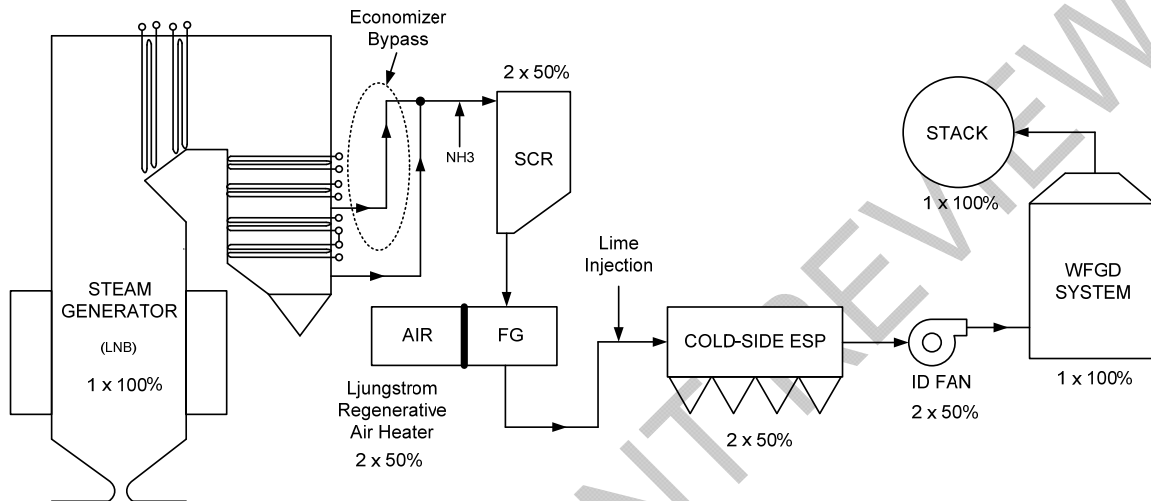 Economizer
Bypass
2 x 50%
NH3
SCR
STACK
1 x 100%
STEAM
GENERATOR
(LNB)
1 x 100%
Lime
Injection
WFGD
SYSTEM
1 x 100%
AIR
FG
COLD-SIDE ESP
ID FAN
2 x 50%
Ljungstrom
Regenerative
Air Heater
2 x 50%
2 x 50%
NT REVIEW